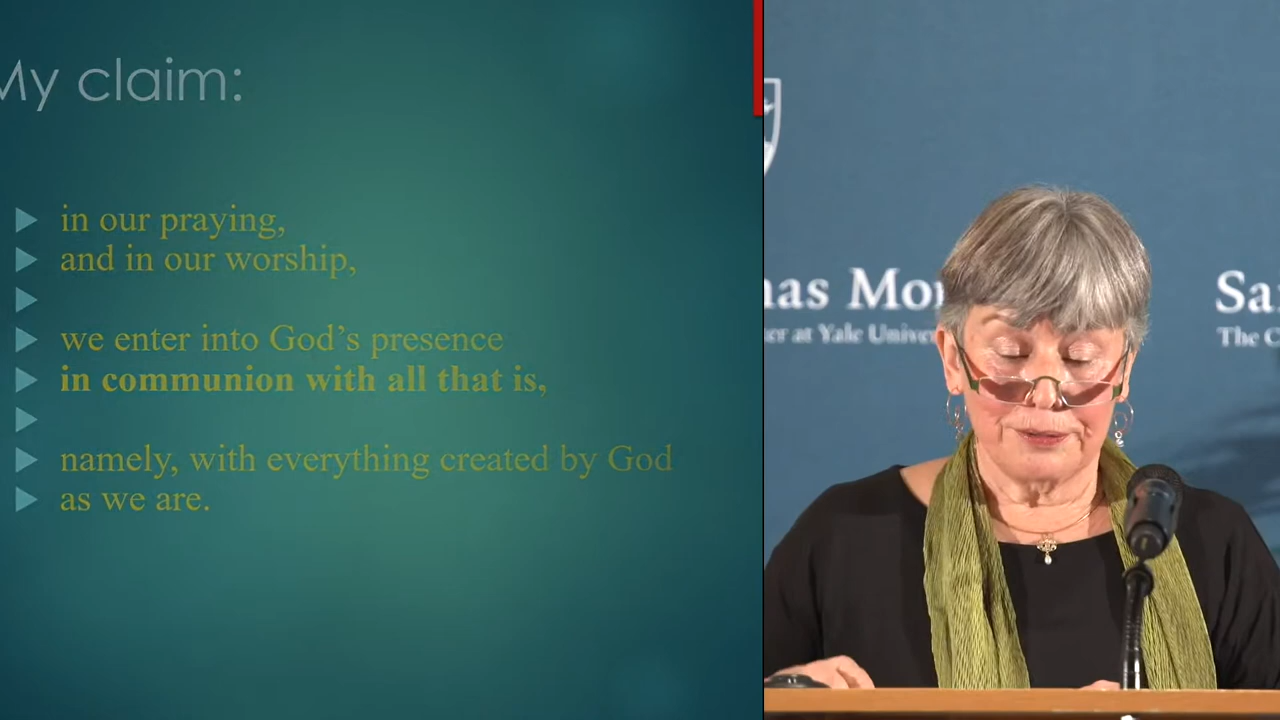 My claim:
in our praying,
and in our worship,
we enter into God's presence
in communion with all that is,
namely, with everything created by God
as we are.
as Mor
er at Yale Univer
Sa
The C